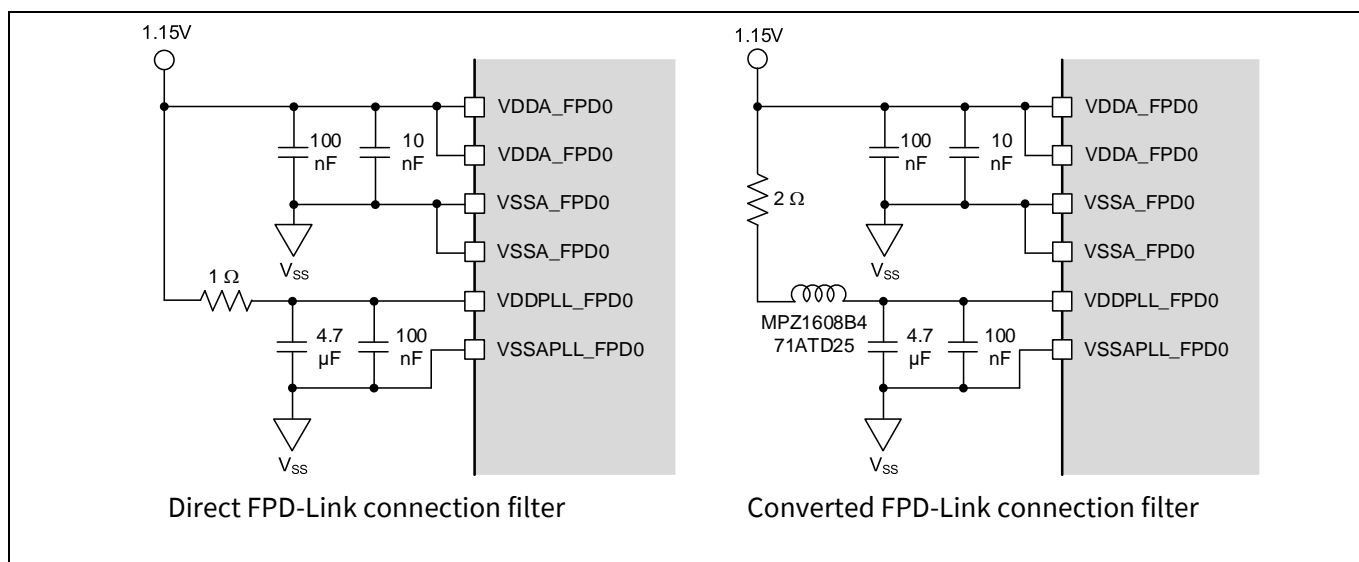 1.15V
VDDA_FPD0
100
nF
10
nF
VDDA_FPD0
VSSA_FPD0
VSSA_FPD0
VSS
1 Ω
VDDPLL_FPD0
4.7
µF
100
nF
VSSAPLL_FPD0
VSS
Direct FPD-Link connection filter
1.15V
VDDA_FPD0
100
nF
10
nF
VDDA_FPD0
2 Ω
VSSA_FPD0
VSSA_FPD0
VSS
VDDPLL_FPD0
MPZ1608B4
71ATD25
4.7
µF
100
nF
VSSAPLL_FPD0
VSS
Converted FPD-Link connection filter